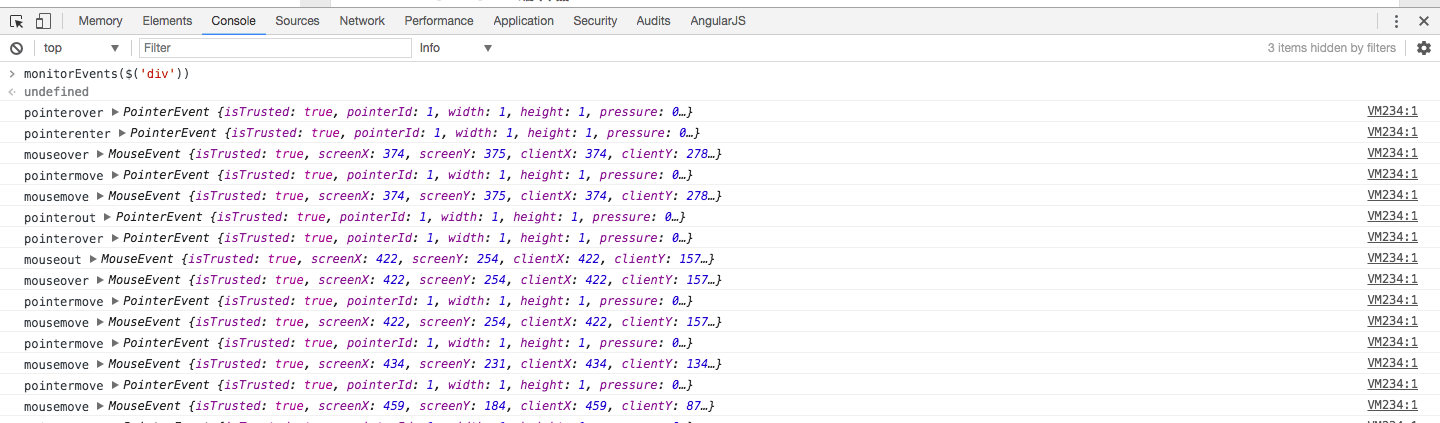 Memory Elements Console Sources Network Performance Application Security Audits AngularJS
top Filter Info 3 items hidden by filters
monitorEvents($('div'))
undefined
pointerover PointerEvent {isTrusted: true, pointerId: 1, width: 1, height: 1, pressure: 0…} VM234:1
pointerenter PointerEvent {isTrusted: true, pointerId: 1, width: 1, height: 1, pressure: 0…} VM234:1
mouseover MouseEvent {isTrusted: true, screenX: 374, screenY: 375, clientX: 374, clientY: 278…} VM234:1
pointermove PointerEvent {isTrusted: true, pointerId: 1, width: 1, height: 1, pressure: 0…} VM234:1
mousemove MouseEvent {isTrusted: true, screenX: 374, screenY: 375, clientX: 374, clientY: 278…} VM234:1
pointerout PointerEvent {isTrusted: true, pointerId: 1, width: 1, height: 1, pressure: 0…} VM234:1
pointerover PointerEvent {isTrusted: true, pointerId: 1, width: 1, height: 1, pressure: 0…} VM234:1
mouseout MouseEvent {isTrusted: true, screenX: 422, screenY: 254, clientX: 422, clientY: 157…} VM234:1
mouseover MouseEvent {isTrusted: true, screenX: 422, screenY: 254, clientX: 422, clientY: 157…} VM234:1
pointermove PointerEvent {isTrusted: true, pointerId: 1, width: 1, height: 1, pressure: 0…} VM234:1
mousemove MouseEvent {isTrusted: true, screenX: 422, screenY: 254, clientX: 422, clientY: 157…} VM234:1
pointermove PointerEvent {isTrusted: true, pointerId: 1, width: 1, height: 1, pressure: 0…} VM234:1
mousemove MouseEvent {isTrusted: true, screenX: 434, screenY: 231, clientX: 434, clientY: 134…} VM234:1
pointermove PointerEvent {isTrusted: true, pointerId: 1, width: 1, height: 1, pressure: 0…} VM234:1
mousemove MouseEvent {isTrusted: true, screenX: 459, screenY: 184, clientX: 459, clientY: 87…} VM234:1